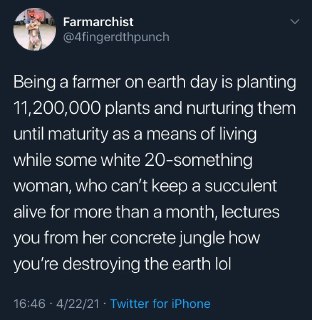 Farmarchist
@4fingerdthpunch
Being a farmer on earth day is planting
11,200,000 plants and nurturing them
until maturity as a means of living
while some white 20-something
woman, who can't keep a succulent
alive for more than a month, lectures
you from her concrete jungle how
you're destroying the earth lol
16:46 · 4/22/21 · Twitter for iPhone